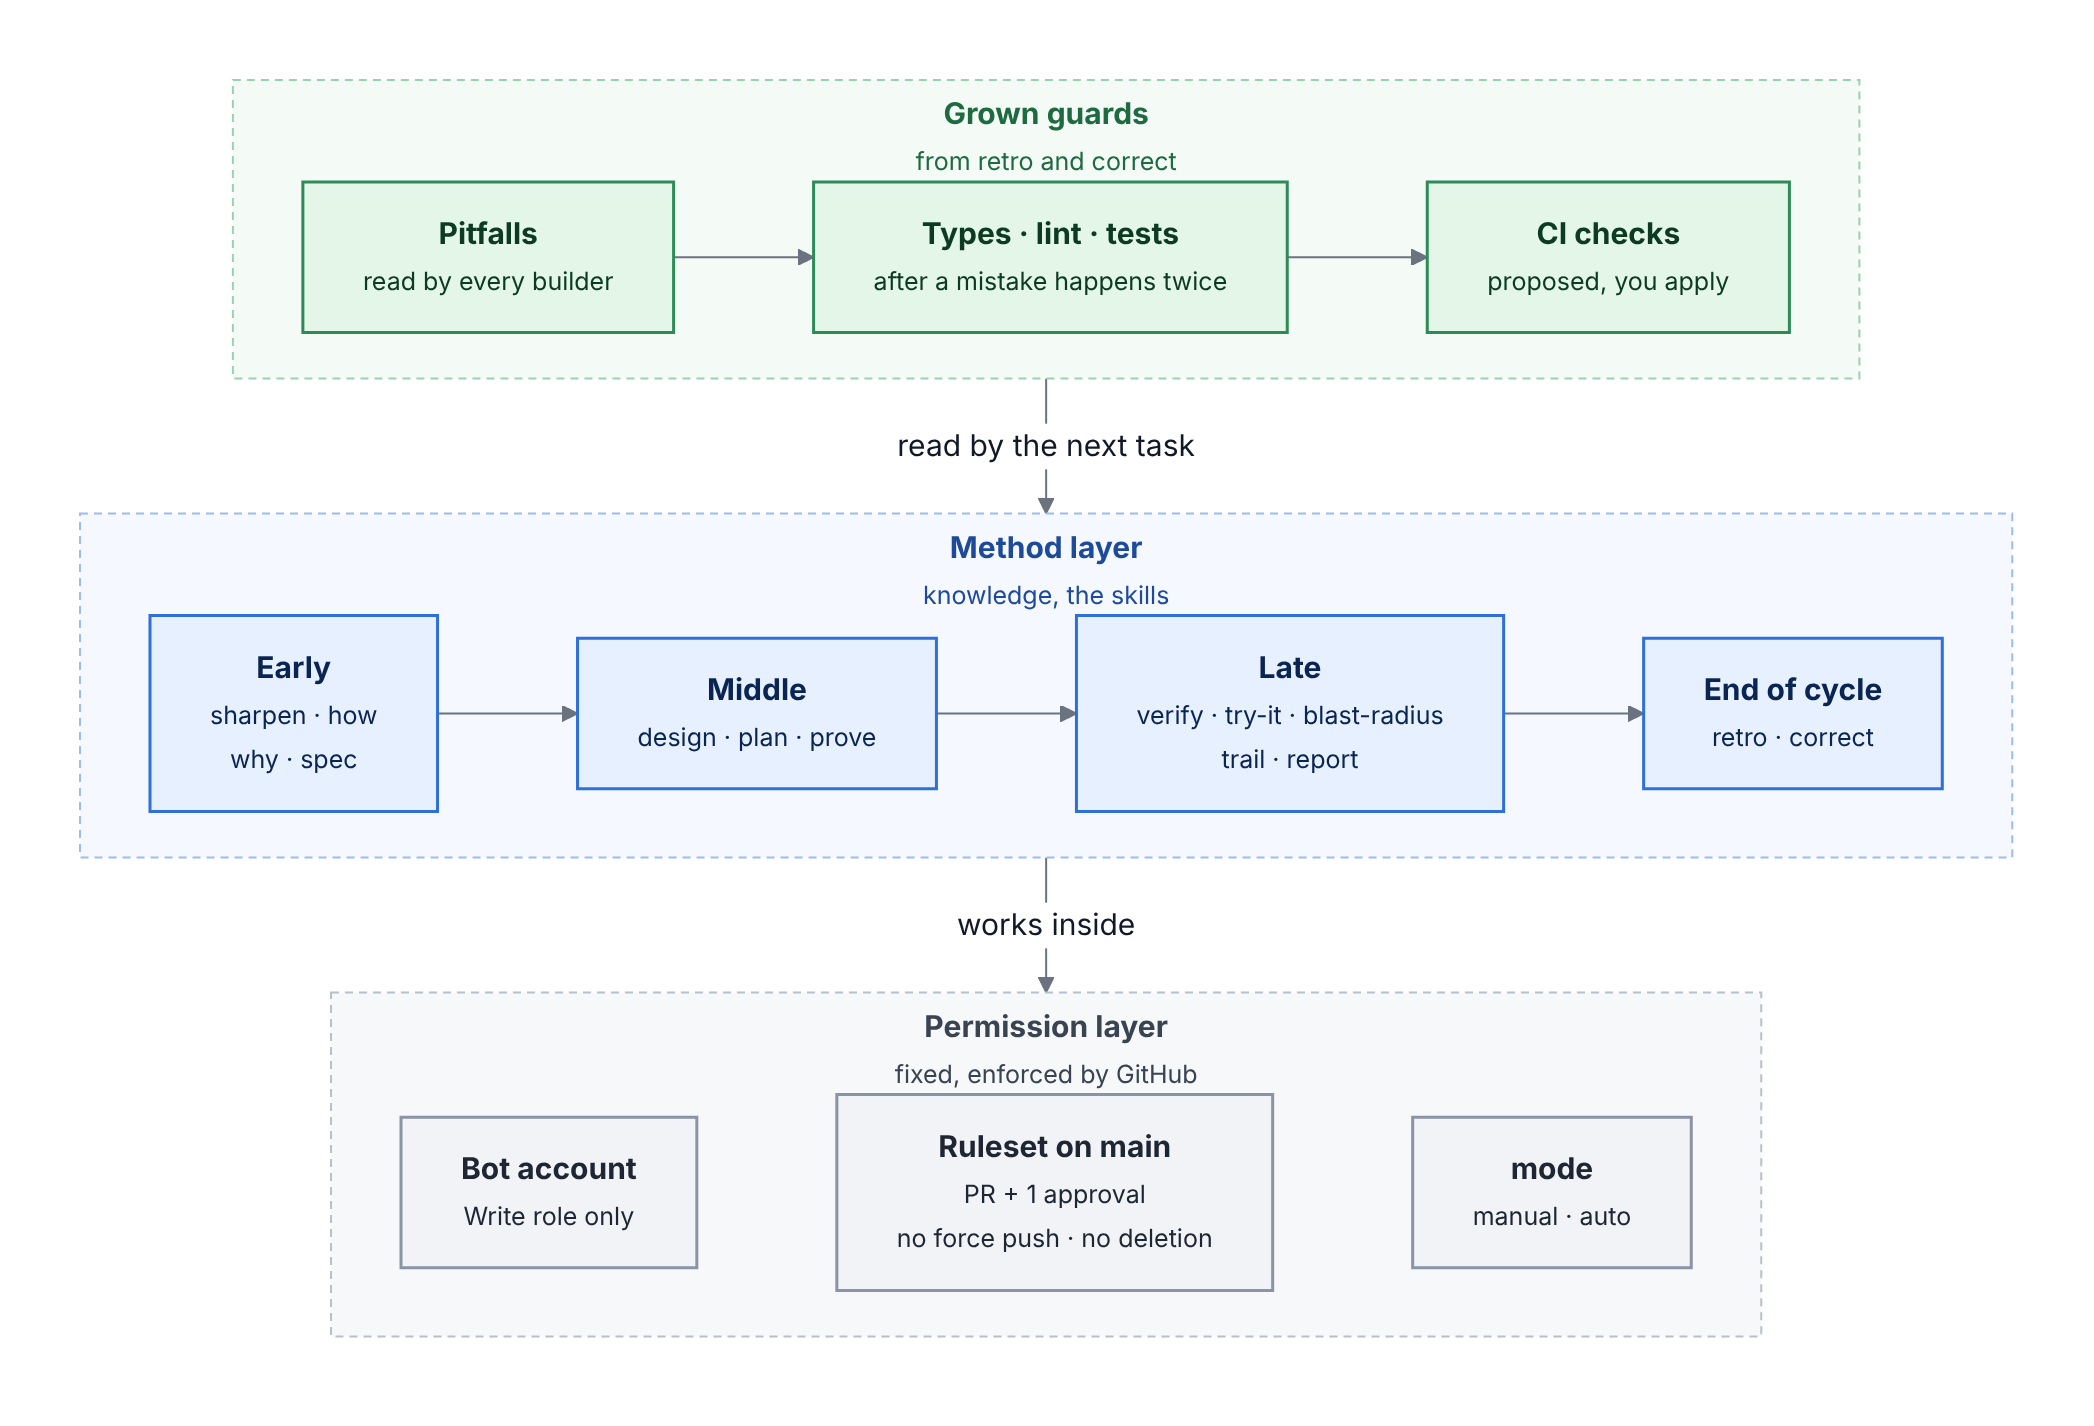 Grown guards
from retro and correct
Pitfalls
read by every builder
Types · lint · tests
after a mistake happens twice
CI checks
proposed, you apply
read by the next task
Method layer
knowledge, the skills
Early
sharpen · how
why · spec
Middle
design · plan · prove
Late
verify · try-it · blast-radius
trail · report
End of cycle
retro · correct
works inside
Permission layer
fixed, enforced by GitHub
Bot account
Write role only
Ruleset on main
PR + 1 approval
no force push · no deletion
mode
manual · auto